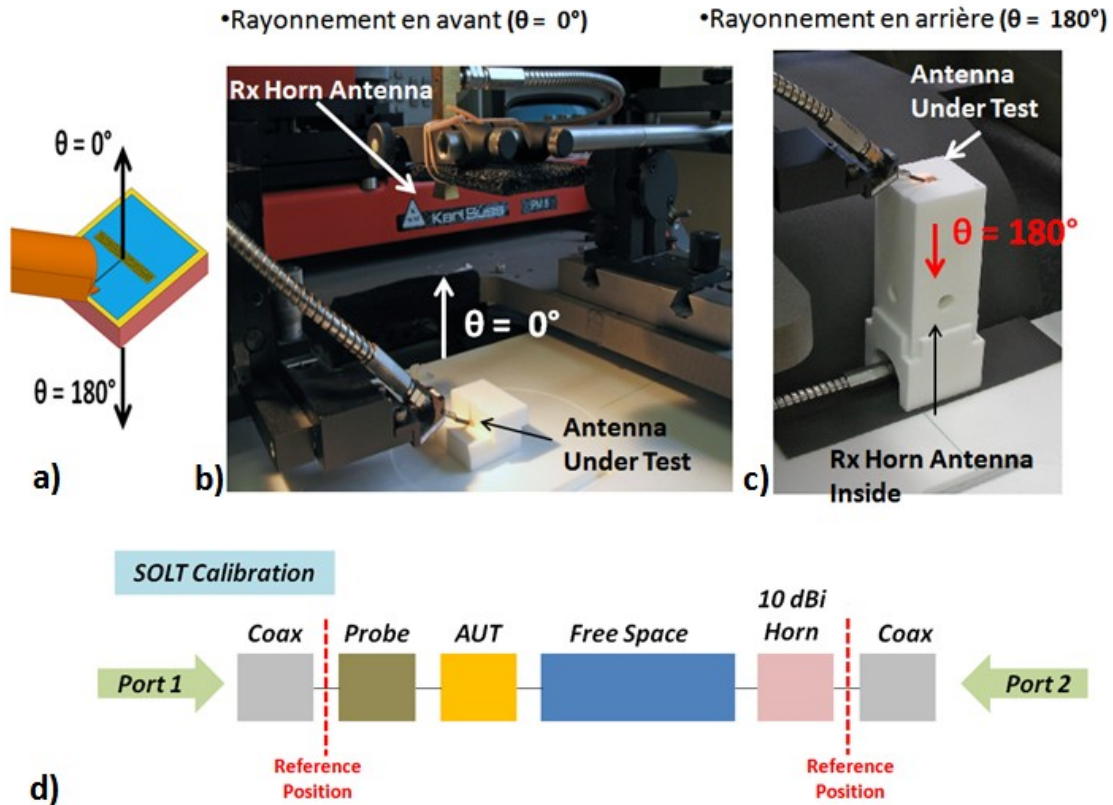 •Rayonnement en avant (θ = 0°)
•Rayonnement en arrière (θ = 180°)
θ = 0°
θ = 180°
a)
Rx Horn Antenna
Karl Süss
θ = 0°
Antenna
Under Test
b)
Antenna
Under Test
θ = 180°
Rx Horn Antenna
Inside
c)
SOLT Calibration
Coax
Probe
AUT
Free Space
10 dBi
Horn
Coax
Port 1
Port 2
Reference
Position
Reference
Position
d)